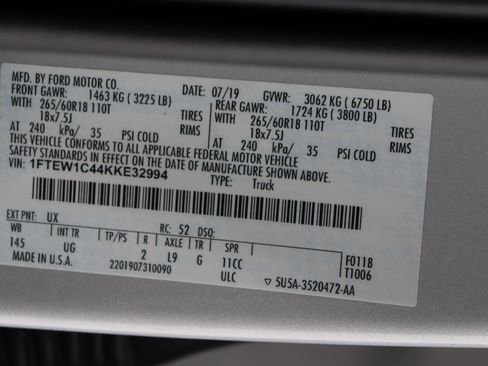 MFD. BY FORD MOTOR CO.
DATE: 07/19 GVWR: 3062 KG ( 6750 LB)
FRONT GAWR: 1463 KG ( 3225 LB) REAR GAWR: 1724 KG ( 3800 LB)
WITH 265/60R18 110T TIRES WITH 265/60R18 110T TIRES
18x7.5J RIMS 18x7.5J RIMS
AT 240 kPa/ 35 PSI COLD AT 240 kPa/ 35 PSI COLD
THIS VEHICLE CONFORMS TO ALL APPLICABLE FEDERAL MOTOR VEHICLE
SAFETY STANDARDS IN EFFECT ON THE DATE OF MANUFACTURE SHOWN ABOVE.
VIN: 1FTEW1C44KKE32994
TYPE: Truck
EXT PNT: UX RC: 52 DSO:
WB INT TR TP/PS R AXLE TR SPR
145 UG 2 L9 G 11CC F0118
ULC T1006
MADE IN U.S.A. 2201907310090 5U5A-3520472-AA